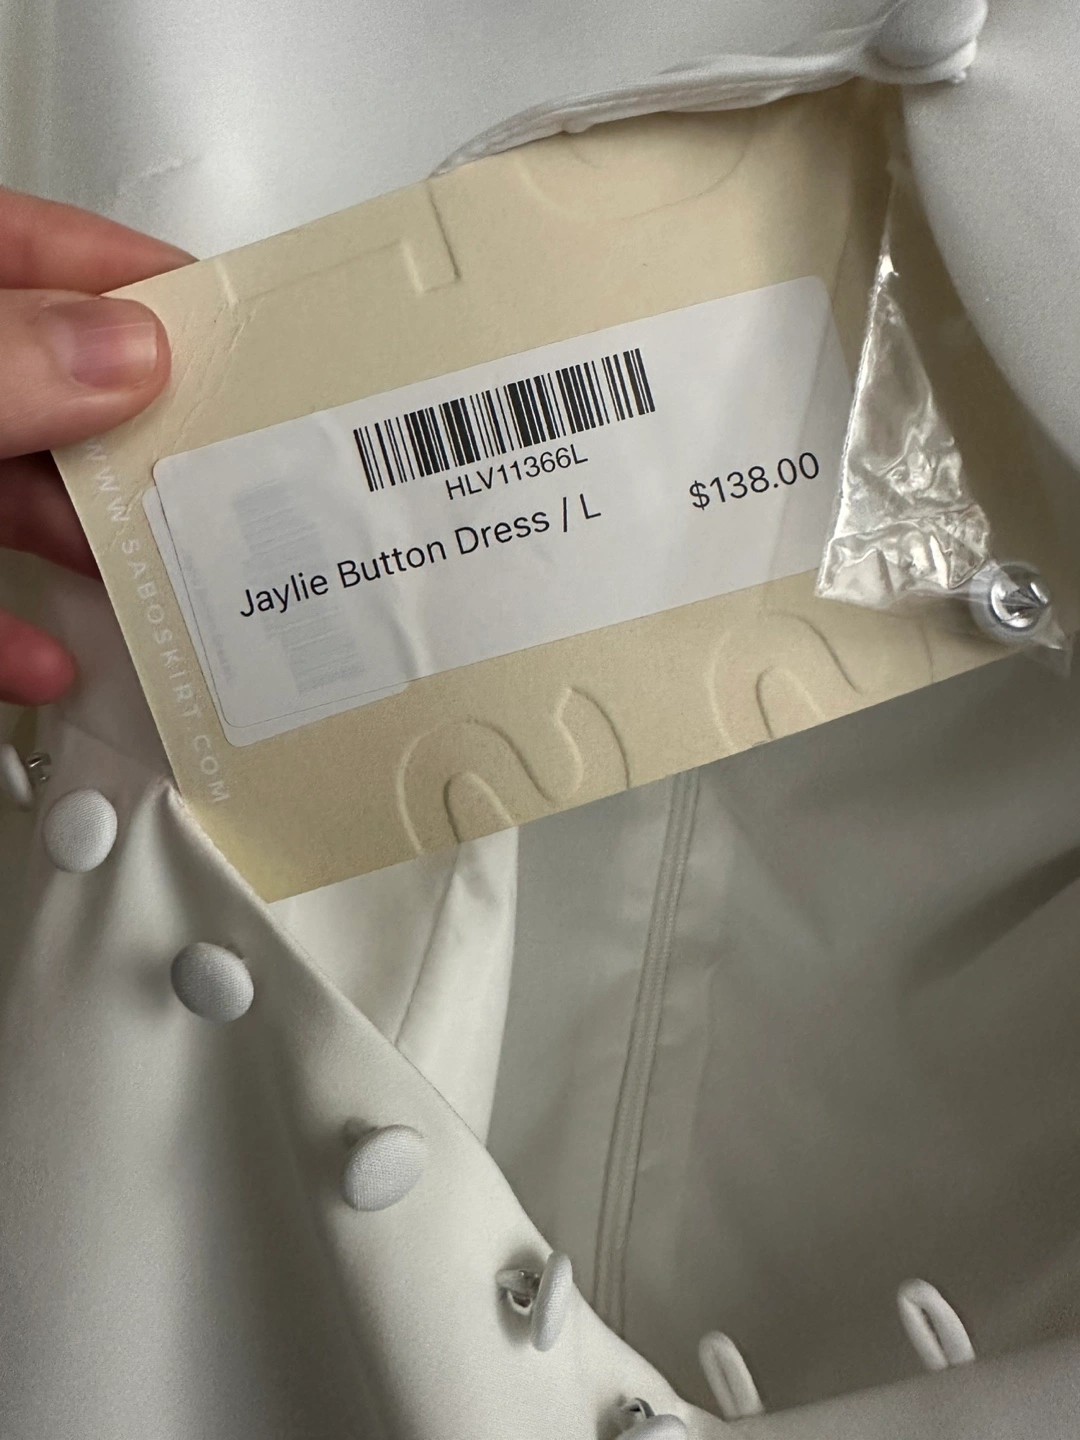 HLV11366L
Jaylie Button Dress / L
$138.00
WWW.SABOSKIRT.COM